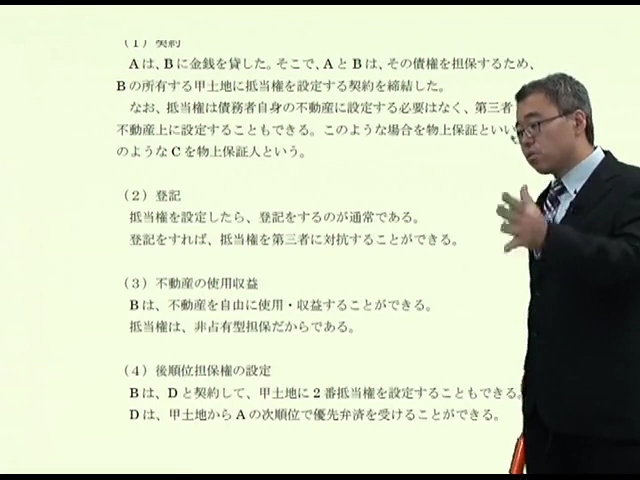 (1) 契約
Aは、Bに金銭を貸した。そこで、AとBは、その債権を担保するため、
Bの所有する甲土地に抵当権を設定する契約を締結した。
なお、抵当権は債務者自身の不動産に設定する必要はなく、第三者
不動産上に設定することもできる。このような場合を物上保証とい
のようなCを物上保証人という。
(2) 登記
抵当権を設定したら、登記をするのが通常である。
登記をすれば、抵当権を第三者に対抗することができる。
(3) 不動産の使用収益
Bは、不動産を自由に使用・収益することができる。
抵当権は、非占有型担保だからである。
(4) 後順位担保権の設定
Bは、Dと契約して、甲土地に2番抵当権を設定することもできる。
Dは、甲土地からAの次順位で優先弁済を受けることができる。